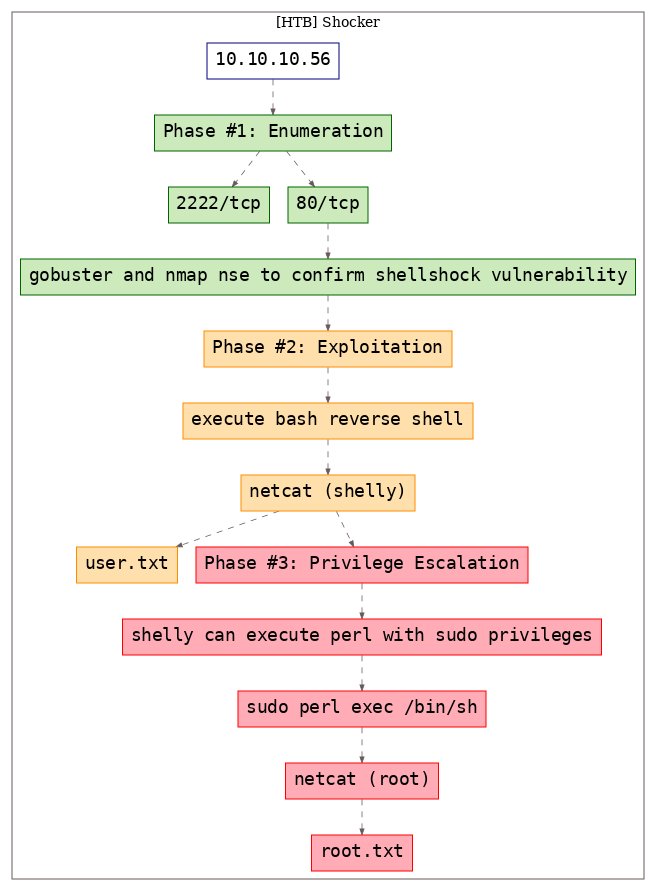 [HTB] Shocker
10.10.10.56
Phase #1: Enumeration
2222/tcp
80/tcp
gobuster and nmap nse to confirm shellshock vulnerability
Phase #2: Exploitation
execute bash reverse shell
netcat (shelly)
user.txt
Phase #3: Privilege Escalation
shelly can execute perl with sudo privileges
sudo perl exec /bin/sh
netcat (root)
root.txt